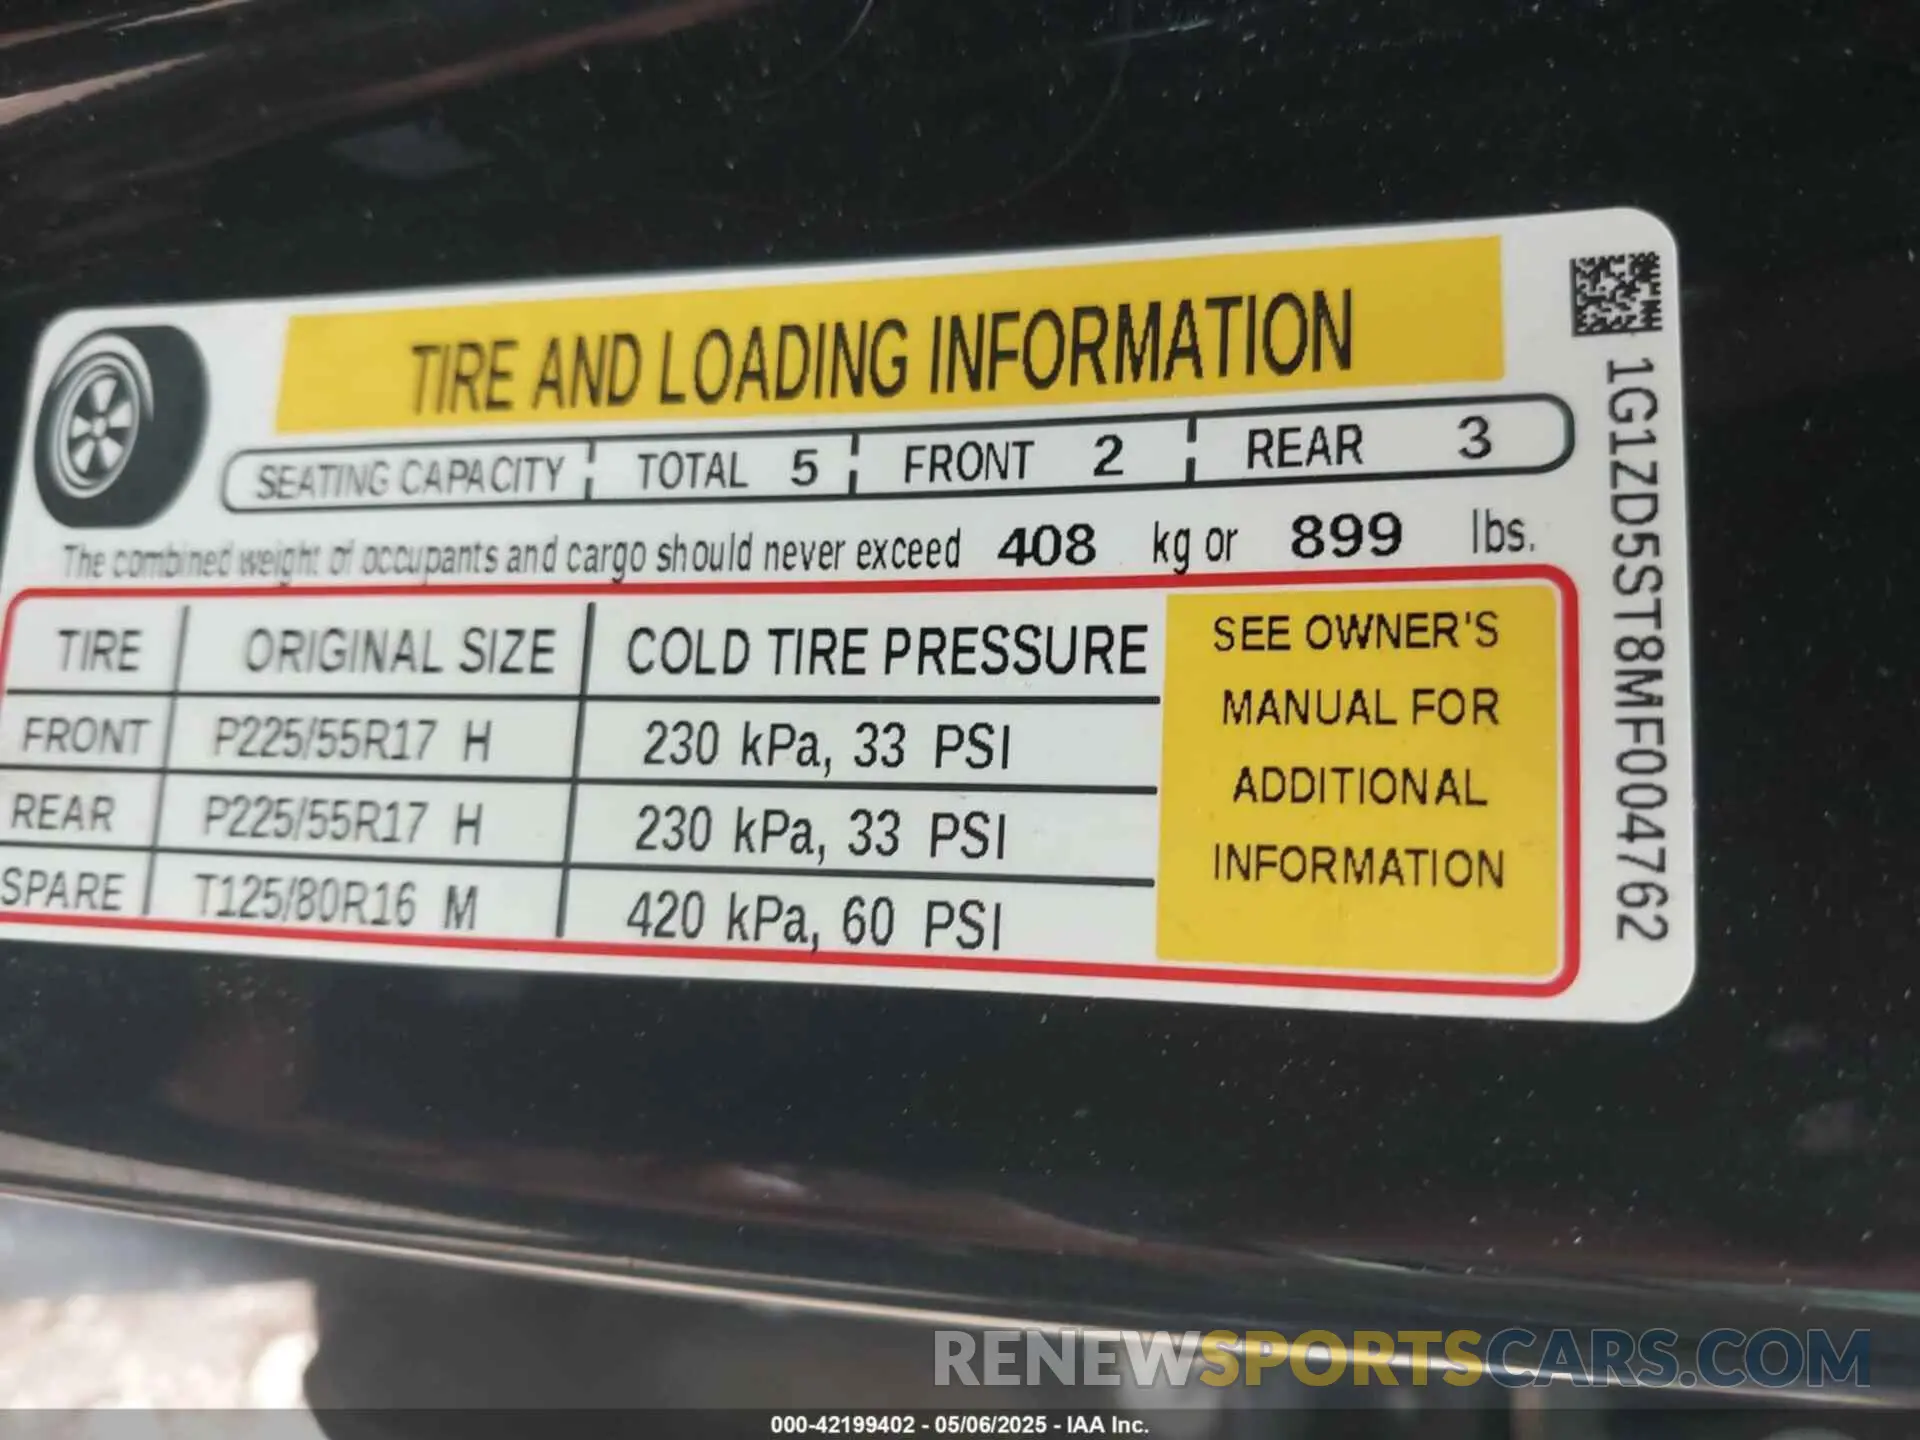 TIRE AND LOADING INFORMATION
SEATING CAPACITY TOTAL 5 FRONT 2 REAR 3
The combined weight of occupants and cargo should never exceed 408 kg or 899 lbs.
TIRE ORIGINAL SIZE COLD TIRE PRESSURE
FRONT P225/55R17 H 230 kPa, 33 PSI
REAR P225/55R17 H 230 kPa, 33 PSI
SPARE T125/80R16 M 420 kPa, 60 PSI
SEE OWNER'S
MANUAL FOR
ADDITIONAL
INFORMATION
1G1ZD5ST8MF004762
RENEWSPORTSCARS.COM
000-42199402 - 05/06/2025 - IAA Inc.